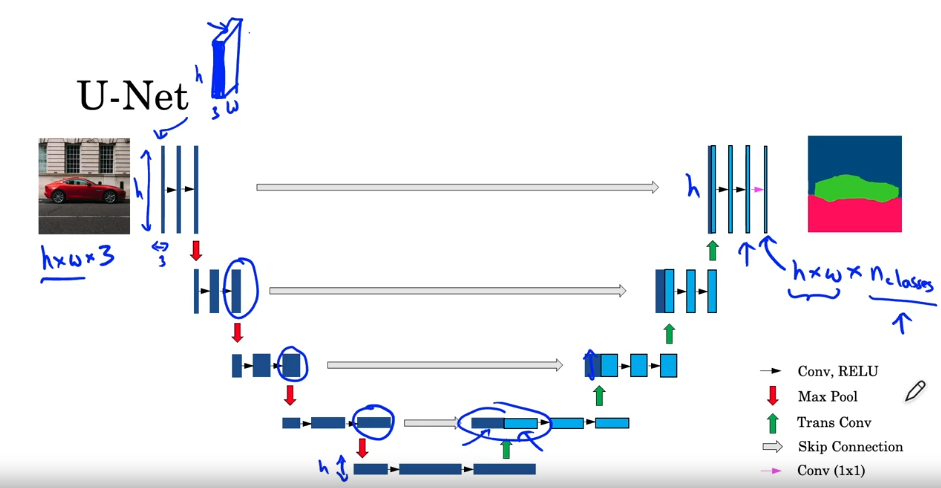 U-Net
h
3 w
h
3
h×w×3
h
h×w×n_classes
h
Conv, RELU
Max Pool
Trans Conv
Skip Connection
Conv (1x1)